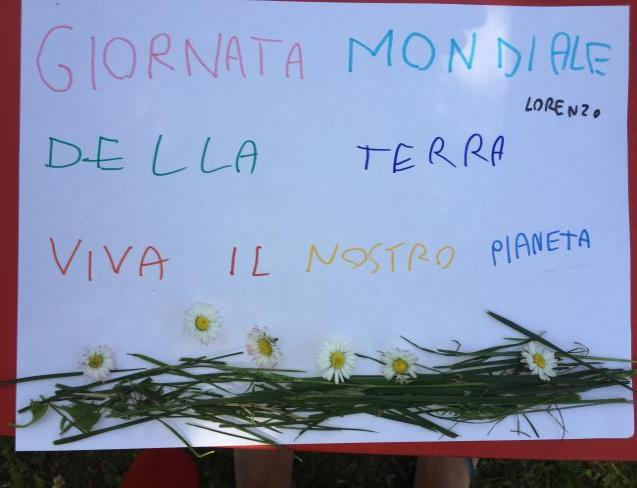 GIORNATA MONDIALE
LORENZO
DELLA TERRA
VIVA IL NOSTRO PIANETA